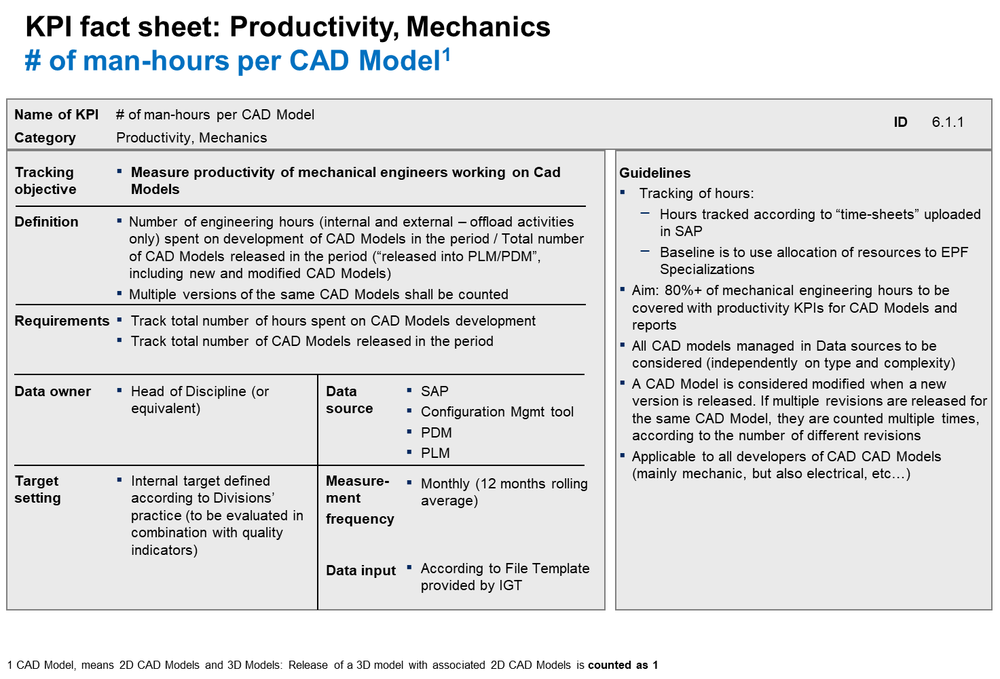 KPI fact sheet: Productivity, Mechanics
# of man-hours per CAD Model1
Name of KPI # of man-hours per CAD Model
ID 6.1.1
Category Productivity, Mechanics
Tracking
objective
▪ Measure productivity of mechanical engineers working on Cad
Models
Definition
▪ Number of engineering hours (internal and external – offload activities
only) spent on development of CAD Models in the period / Total number
of CAD Models released in the period (“released into PLM/PDM”,
including new and modified CAD Models)
▪ Multiple versions of the same CAD Models shall be counted
Requirements
▪ Track total number of hours spent on CAD Models development
▪ Track total number of CAD Models released in the period
Data owner
▪ Head of Discipline (or
equivalent)
Data
source
▪ SAP
▪ Configuration Mgmt tool
▪ PDM
▪ PLM
Target
setting
▪ Internal target defined
according to Divisions’
practice (to be evaluated in
combination with quality
indicators)
Measure-
ment
frequency
▪ Monthly (12 months rolling
average)
Data input
▪ According to File Template
provided by IGT
Guidelines
▪ Tracking of hours:
– Hours tracked according to “time-sheets” uploaded
in SAP
– Baseline is to use allocation of resources to EPF
Specializations
▪ Aim: 80%+ of mechanical engineering hours to be
covered with productivity KPIs for CAD Models and
reports
▪ All CAD models managed in Data sources to be
considered (independently on type and complexity)
▪ A CAD Model is considered modified when a new
version is released. If multiple revisions are released for
the same CAD Model, they are counted multiple times,
according to the number of different revisions
▪ Applicable to all developers of CAD CAD Models
(mainly mechanic, but also electrical, etc…)
1 CAD Model, means 2D CAD Models and 3D Models: Release of a 3D model with associated 2D CAD Models is counted as 1